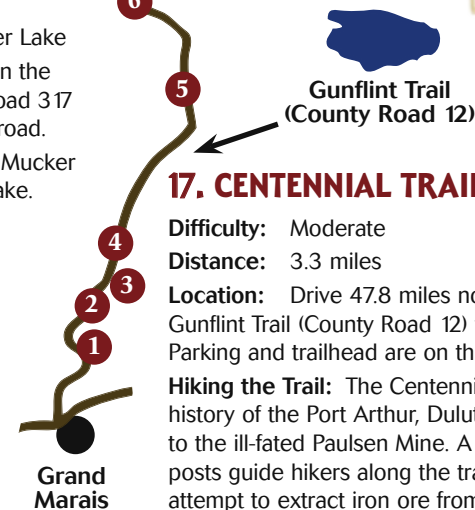 er Lake
n the
oad 317
road.
Mucker
ake.
6
5
4
3
2
1
Grand
Marais
Gunflint Trail
(County Road 12)
17. CENTENNIAL TRAIL
Difficulty: Moderate
Distance: 3.3 miles
Location: Drive 47.8 miles no
Gunflint Trail (County Road 12)
Parking and trailhead are on th
Hiking the Trail: The Centenni
history of the Port Arthur, Dulut
to the ill-fated Paulsen Mine. A
posts guide hikers along the tra
attempt to extract iron ore from